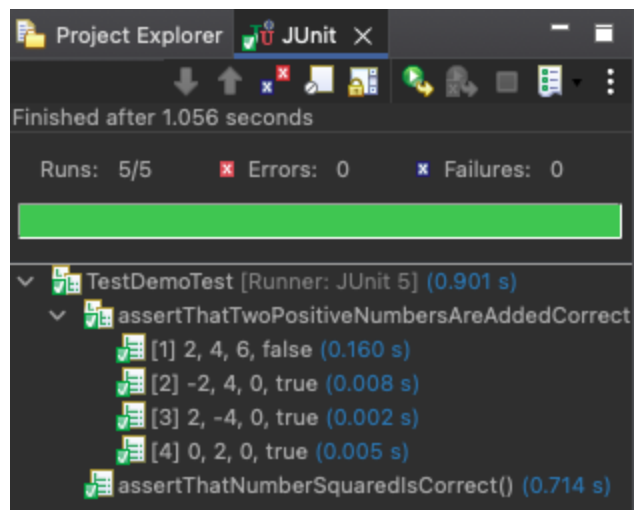 Project Explorer JUnit
Finished after 1.056 seconds
Runs: 5/5 Errors: 0 Failures: 0
TestDemoTest [Runner: JUnit 5] (0.901 s)
assertThatTwoPositiveNumbersAreAddedCorrect
[1] 2, 4, 6, false (0.160 s)
[2] -2, 4, 0, true (0.008 s)
[3] 2, -4, 0, true (0.002 s)
[4] 0, 2, 0, true (0.005 s)
assertThatNumberSquaredIsCorrect() (0.714 s)